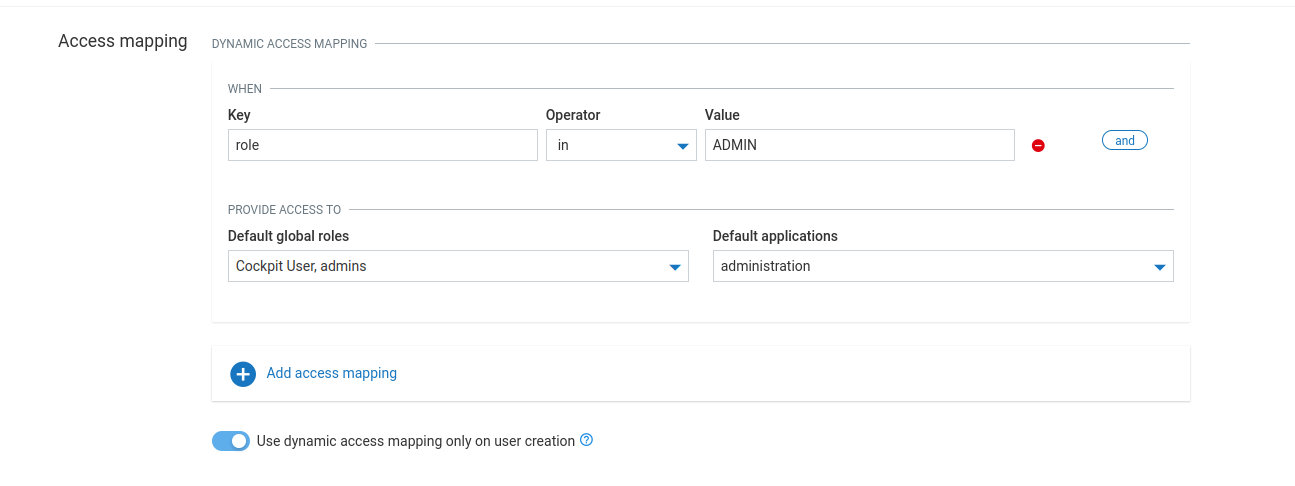 Access mapping
DYNAMIC ACCESS MAPPING
WHEN
Key Operator Value
role in ADMIN and
PROVIDE ACCESS TO
Default global roles Default applications
Cockpit User, admins administration
Add access mapping
Use dynamic access mapping only on user creation ?